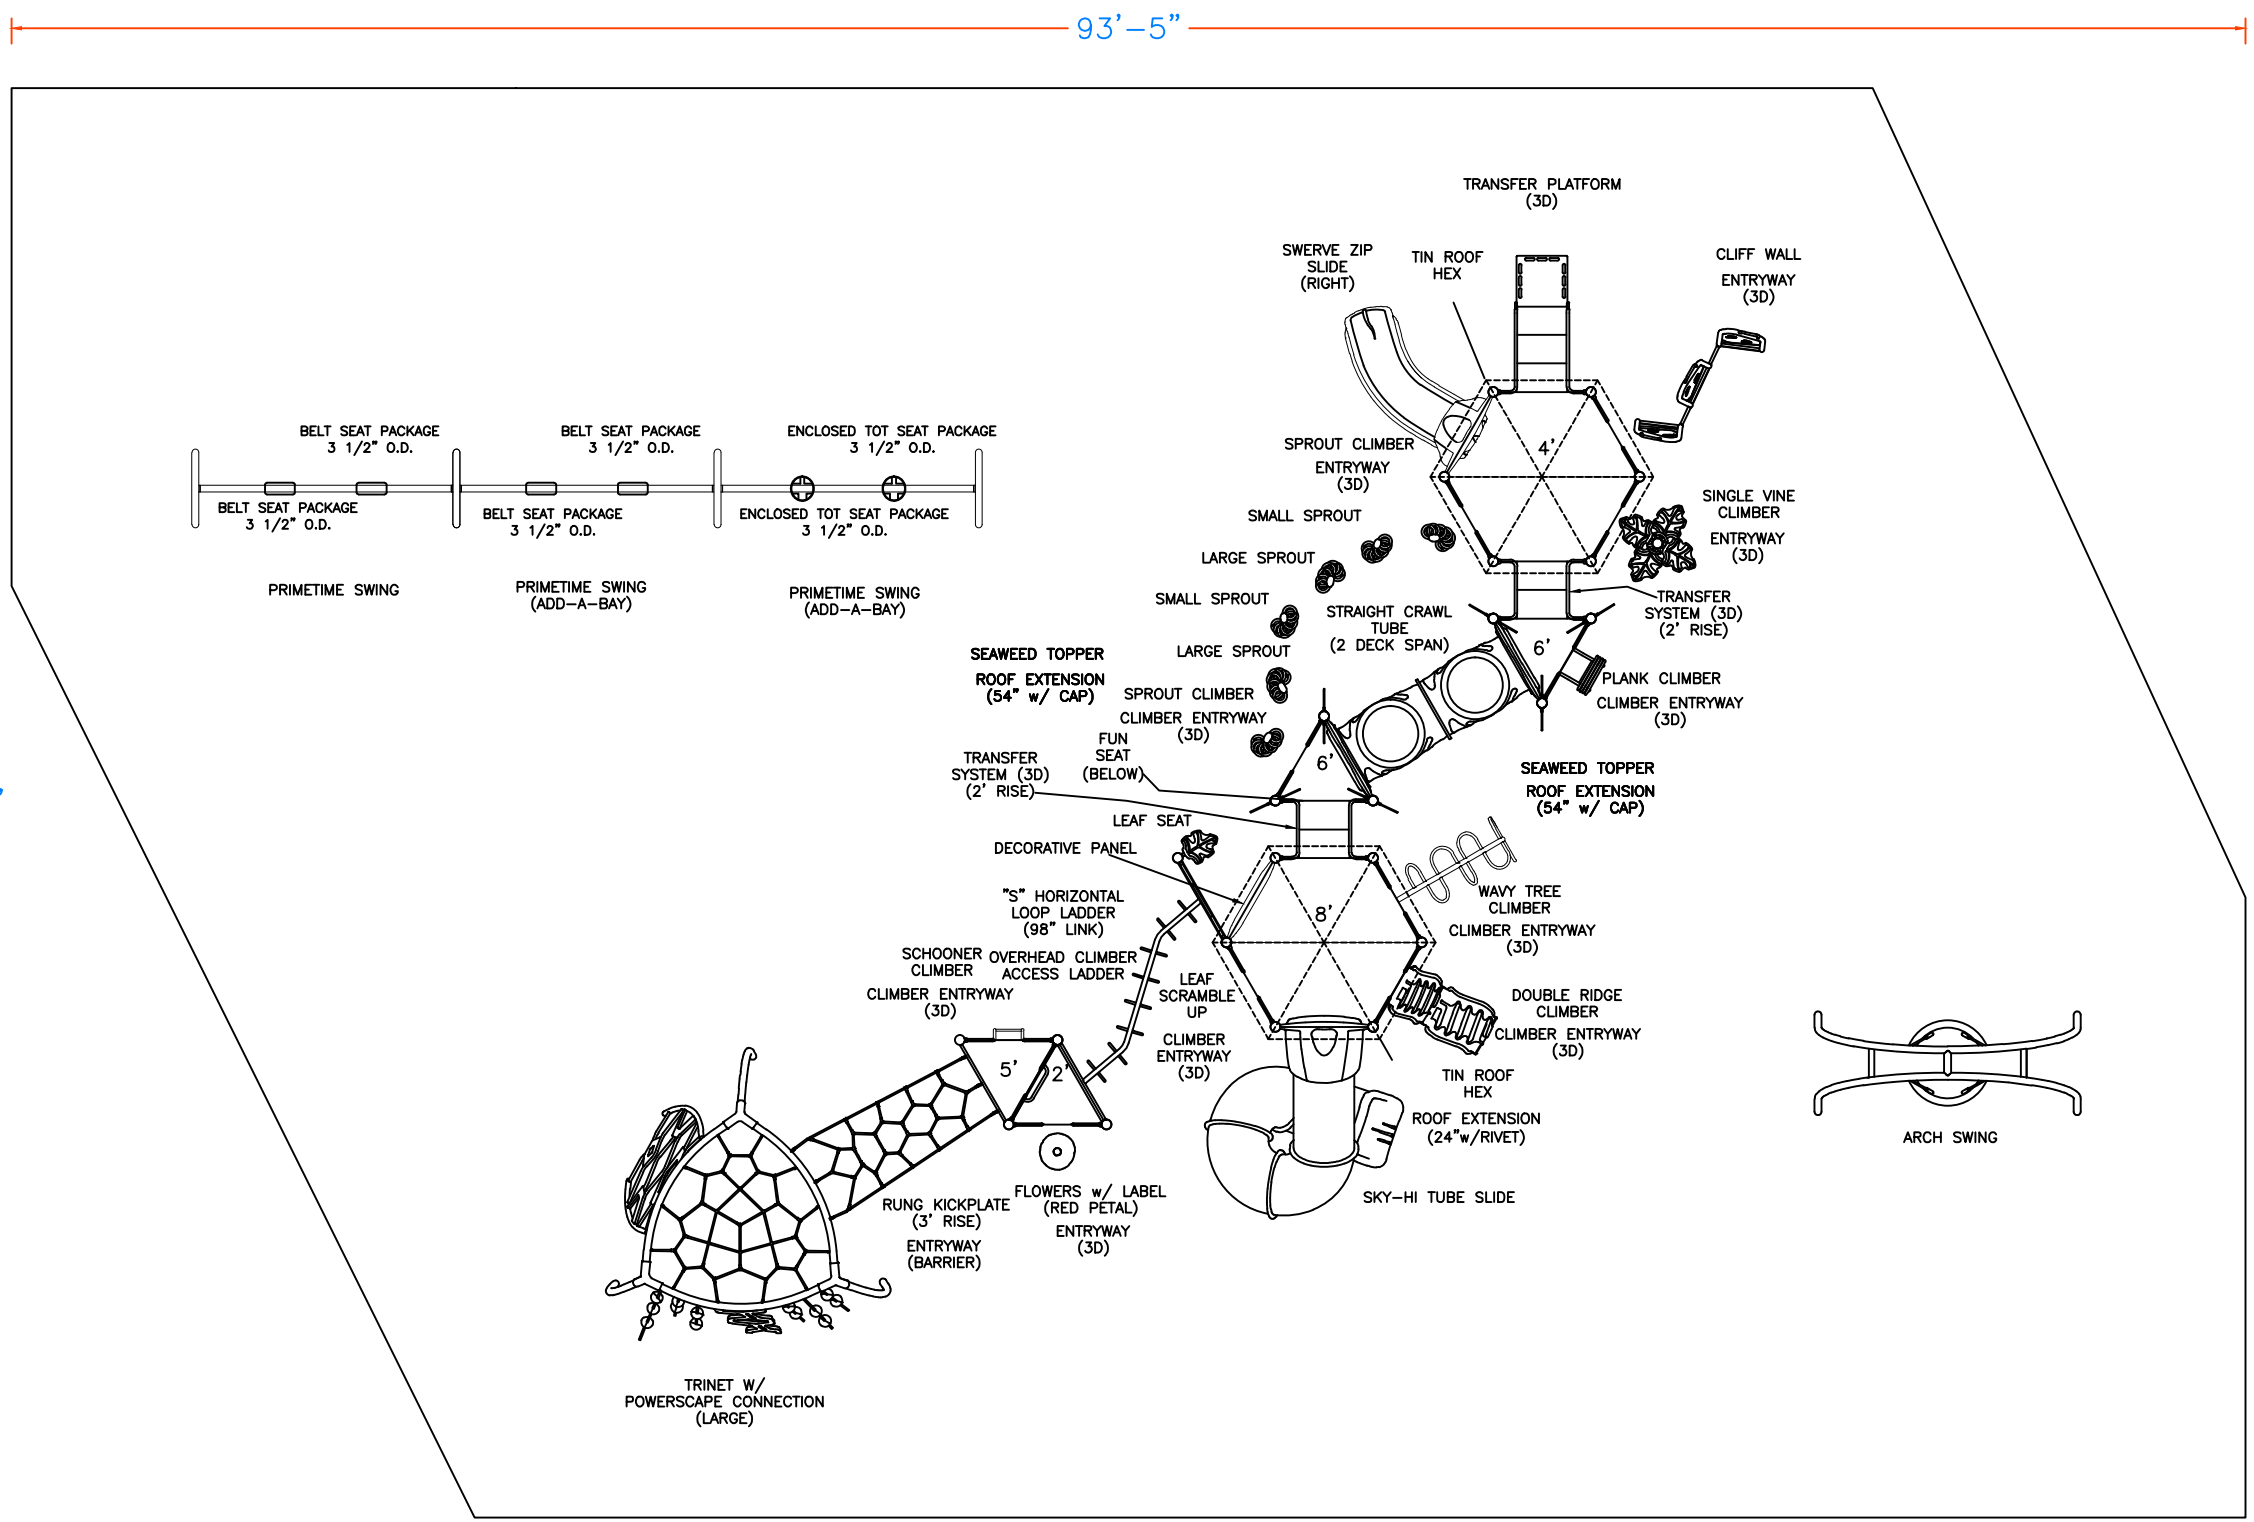 93'-5"
TRANSFER PLATFORM
(3D)
SWERVE ZIP
SLIDE
(RIGHT)
TIN ROOF
HEX
CLIFF WALL
ENTRYWAY
(3D)
BELT SEAT PACKAGE
3 1/2" O.D.
BELT SEAT PACKAGE
3 1/2" O.D.
ENCLOSED TOT SEAT PACKAGE
3 1/2" O.D.
BELT SEAT PACKAGE
3 1/2" O.D.
BELT SEAT PACKAGE
3 1/2" O.D.
ENCLOSED TOT SEAT PACKAGE
3 1/2" O.D.
PRIMETIME SWING
PRIMETIME SWING
(ADD-A-BAY)
PRIMETIME SWING
(ADD-A-BAY)
SPROUT CLIMBER
ENTRYWAY
(3D)
4'
SINGLE VINE
CLIMBER
ENTRYWAY
(3D)
SMALL SPROUT
LARGE SPROUT
SMALL SPROUT
LARGE SPROUT
STRAIGHT CRAWL
TUBE
(2 DECK SPAN)
TRANSFER
SYSTEM (3D)
(2' RISE)
6'
PLANK CLIMBER
CLIMBER ENTRYWAY
(3D)
SEAWEED TOPPER
ROOF EXTENSION
(54" w/ CAP)
SPROUT CLIMBER
CLIMBER ENTRYWAY
(3D)
FUN
SEAT
(BELOW)
TRANSFER
SYSTEM (3D)
(2' RISE)
6'
SEAWEED TOPPER
ROOF EXTENSION
(54" w/ CAP)
LEAF SEAT
DECORATIVE PANEL
"S" HORIZONTAL
LOOP LADDER
(98" LINK)
8'
WAVY TREE
CLIMBER
CLIMBER ENTRYWAY
(3D)
SCHOONER
CLIMBER
CLIMBER ENTRYWAY
(3D)
OVERHEAD CLIMBER
ACCESS LADDER
LEAF
SCRAMBLE
UP
CLIMBER
ENTRYWAY
(3D)
DOUBLE RIDGE
CLIMBER
CLIMBER ENTRYWAY
(3D)
5'
2'
TIN ROOF
HEX
ROOF EXTENSION
(24"w/RIVET)
ARCH SWING
RUNG KICKPLATE
(3' RISE)
ENTRYWAY
(BARRIER)
FLOWERS w/ LABEL
(RED PETAL)
ENTRYWAY
(3D)
SKY-HI TUBE SLIDE
TRINET W/
POWERSCAPE CONNECTION
(LARGE)